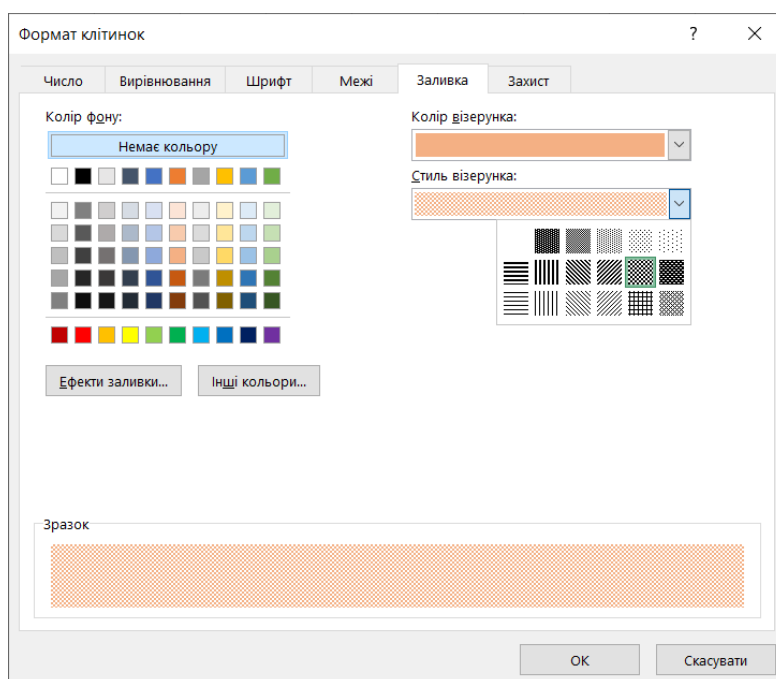 Формат клітинок
?
Число Вирівнювання Шрифт Межі Заливка Захист
Колір фону:
Немає кольору
Колір візерунка:
Стиль візерунка:
Ефекти заливки...
Інші кольори...
Зразок
ОК
Скасувати